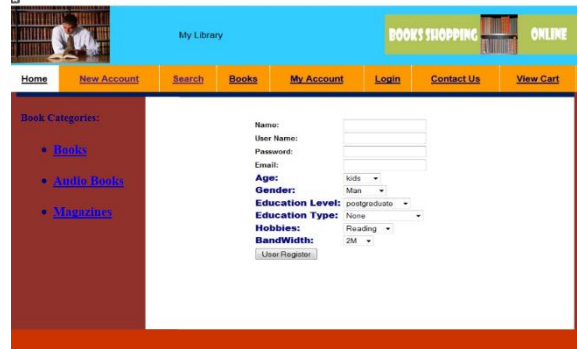 My Library
BOOKS SHOPPING ONLINE
Home New Account Search Books My Account Login Contact Us View Cart
Book Categories:
Books
Audio Books
Magazines
Name:
User Name:
Password:
Email:
Age: kids
Gender: Man
Education Level: postgraduate
Education Type: None
Hobbies: Reading
BandWidth: 2M
User Register